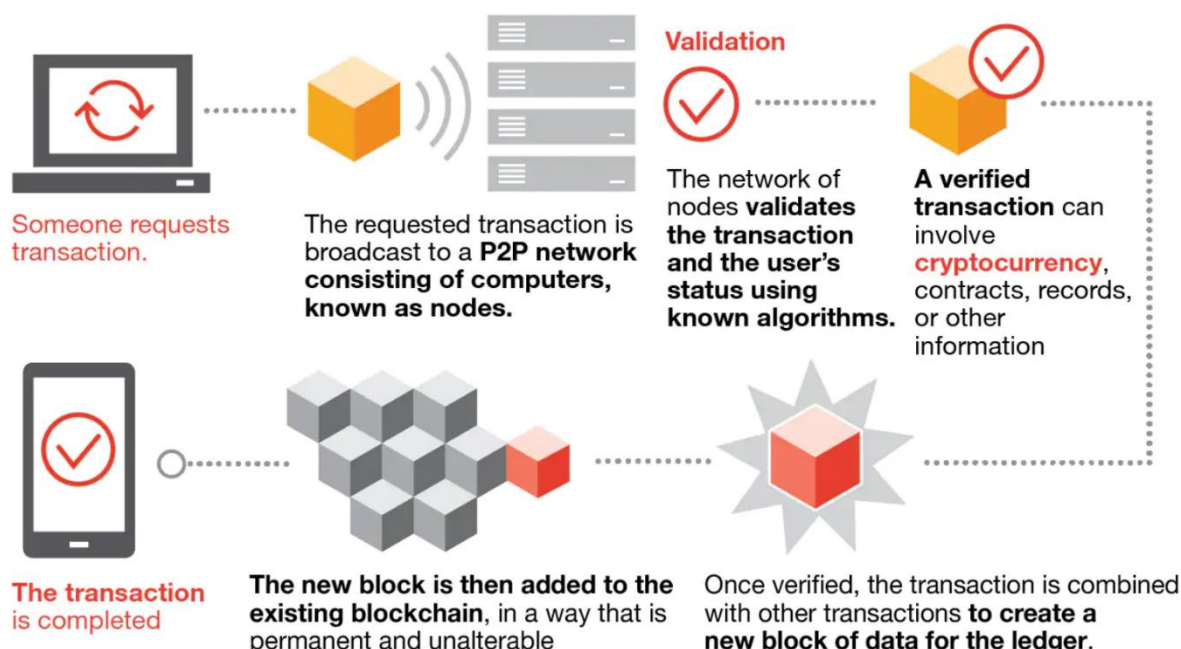 Someone requests
transaction.
The requested transaction is
broadcast to a P2P network
consisting of computers,
known as nodes.
Validation
The network of
nodes validates
the transaction
and the user’s
status using
known algorithms.
A verified
transaction can
involve
cryptocurrency,
contracts, records,
or other
information
Once verified, the transaction is combined
with other transactions to create a
new block of data for the ledger.
The new block is then added to the
existing blockchain, in a way that is
permanent and unalterable
The transaction
is completed